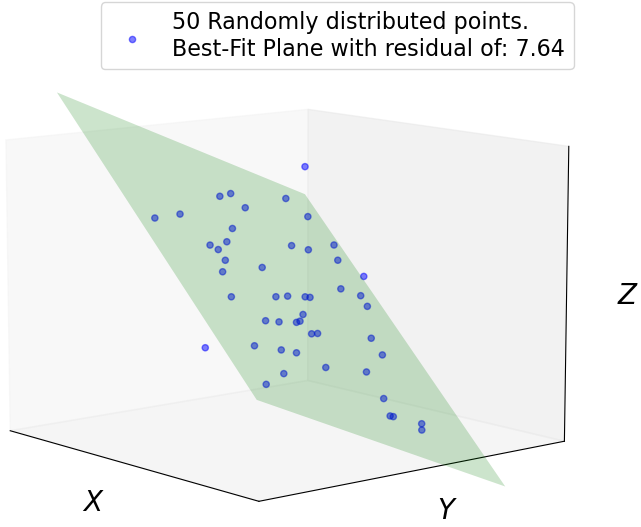 50 Randomly distributed points.
Best-Fit Plane with residual of: 7.64
Z
X
Y